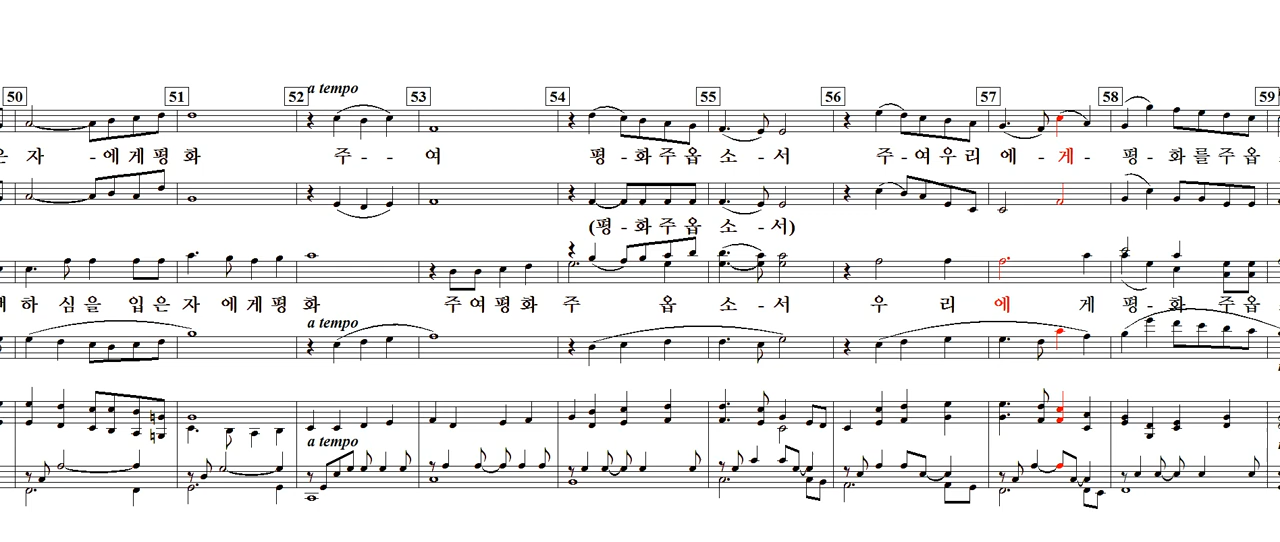 50 51 52 53 54 55 56 57 58 59
a tempo
자 - 에 게 평 화 주 - - 여 평 - 화 주 옵 소 - 서 주 - 여 우 리 에 - 게 - 평 - 화 를 주 옵
(평 - 화 주 옵 소 - 서)
하 심 을 입 은 자 에 게 평 화 주 여 평 화 주 옵 소 - 서 우 리 에 게 평 - 화 주 옵
a tempo
a tempo